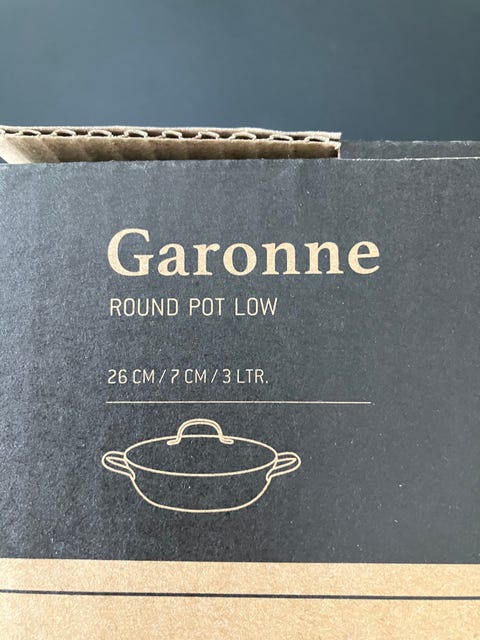 Garonne
ROUND POT LOW
26 CM / 7 CM / 3 LTR.